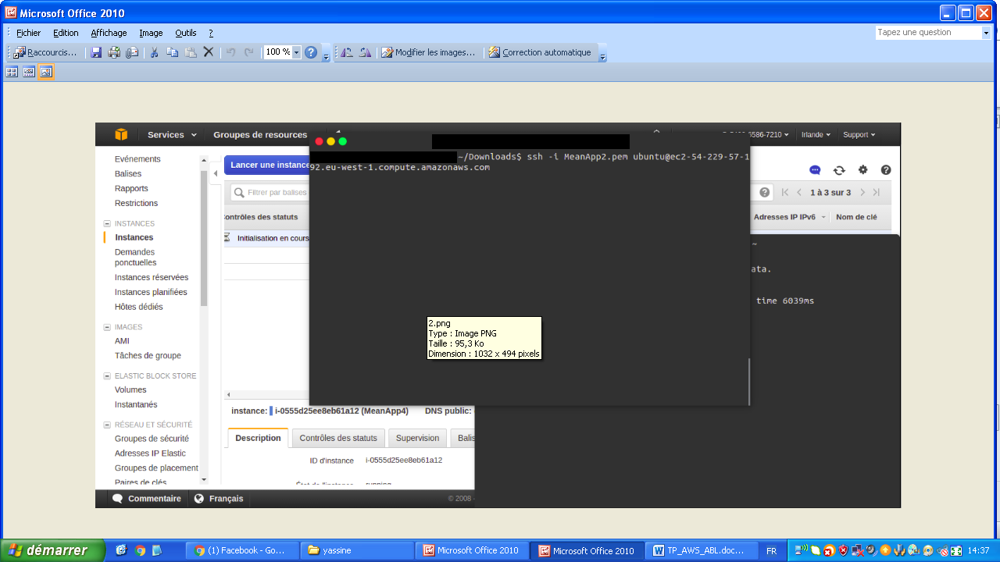 Microsoft Office 2010
Fichier Edition Affichage Image Outils ?
Tapez une question
Raccourcis... 100 % Modifier les images... Correction automatique
Services Groupes de resources
6586-7210 Irlande Support
Evénements
Balises
Rapports
Restrictions
INSTANCES
Instances
Demandes
ponctuelles
Instances réservées
Instances planifiées
Hôtes dédiés
IMAGES
AMI
Tâches de groupe
ELASTIC BLOCK STORE
Volumes
Instantanés
RÉSEAU ET SÉCURITÉ
Groupes de sécurité
Adresses IP Elastic
Groupes de placement
Paires de clés
Lancer une instance
Filtrer par balises
ontrôles des statuts
Initialisation en cours
~/Downloads$ ssh -i MeanApp2.pem ubuntu@ec2-54-229-57-1
92.eu-west-1.compute.amazonaws.com
1 à 3 sur 3
Adresses IP IPv6 Nom de clé
~
ata.
time 6039ms
2.png
Type : Image PNG
Taille : 95,3 Ko
Dimension : 1032 x 494 pixels
instance: i-0555d25ee8eb61a12 (MeanApp4) DNS public:
Description Contrôles des statuts Supervision Balis
ID d'instance i-0555d25ee8eb61a12
État de l'instance running
Commentaire Français © 2008 -
démarrer (1) Facebook - Go... yassine Microsoft Office 2010 Microsoft Office 2010 TP_AWS_ABL.doc... FR 14:37